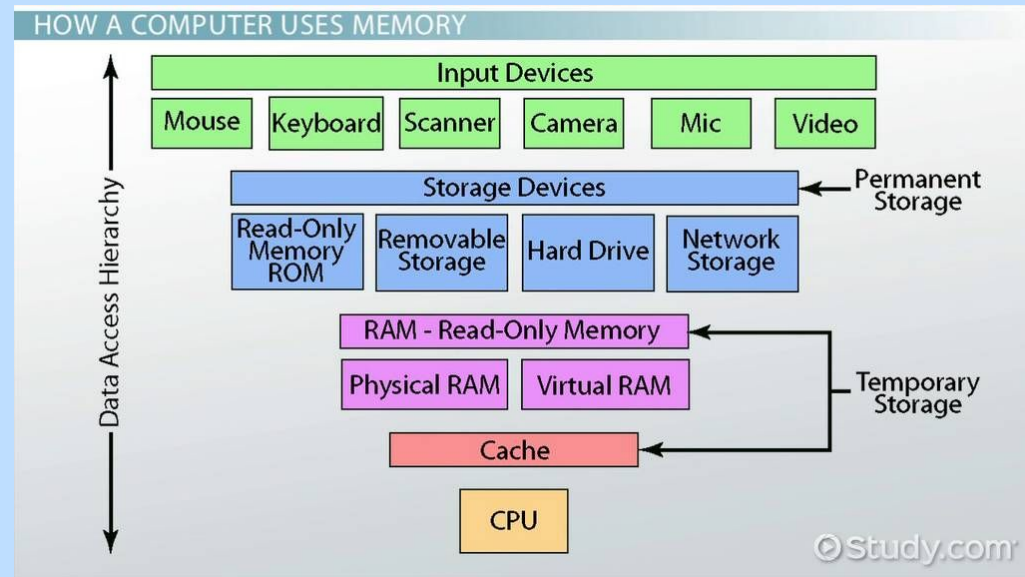 HOW A COMPUTER USES MEMORY
Input Devices
Mouse
Keyboard
Scanner
Camera
Mic
Video
Storage Devices
Permanent
Storage
Read-Only
Memory
ROM
Removable
Storage
Hard Drive
Network
Storage
RAM - Read-Only Memory
Physical RAM
Virtual RAM
Temporary
Storage
Cache
CPU
Data Access Hierarchy
Study.com